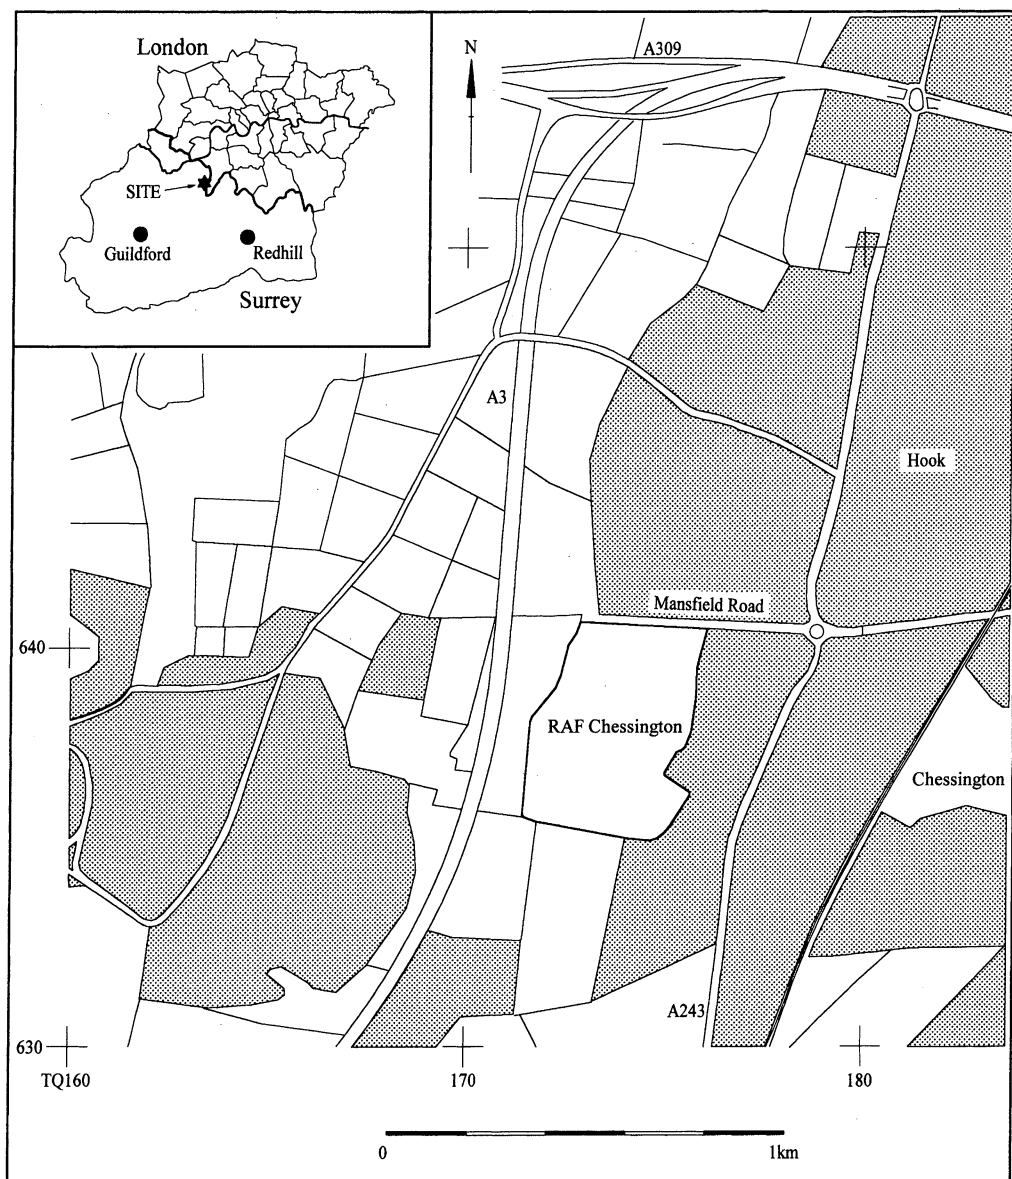 London
SITE
Guildford
Redhill
Surrey
N
A309
A3
Hook
Mansfield Road
640
RAF Chessington
Chessington
A243
630
TQ160
170
180
0
1km